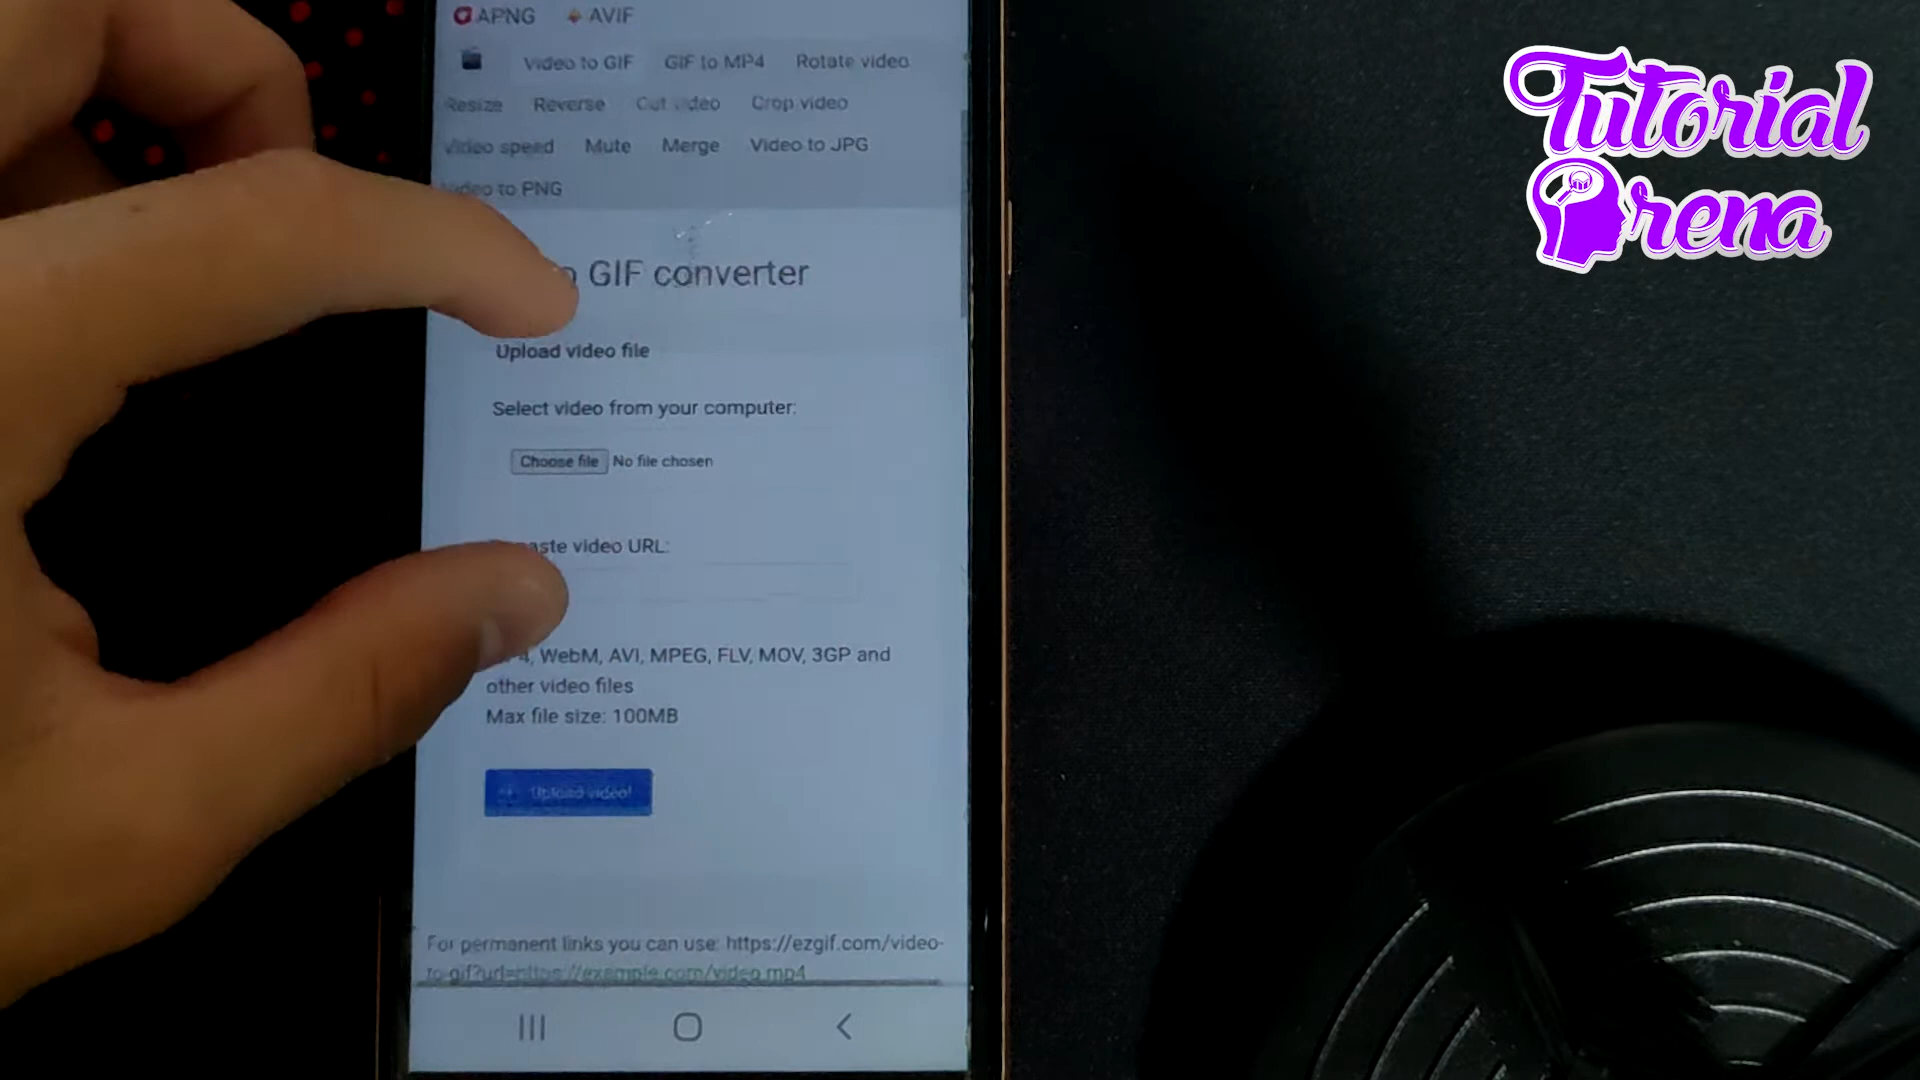 APNG AVIF
Video to GIF GIF to MP4 Rotate video
Resize Reverse Cut video Crop video
Video speed Mute Merge Video to JPG
to PNG
GIF converter
Upload video file
Select video from your computer:
Choose file No file chosen
video URL:
WebM, AVI, MPEG, FLV, MOV, 3GP and
other video files
Max file size: 100MB
Upload video!
For permanent links you can use: https://ezgif.com/video-
to-gif?url=https://example.com/video.mp4
Tutorial
Arena